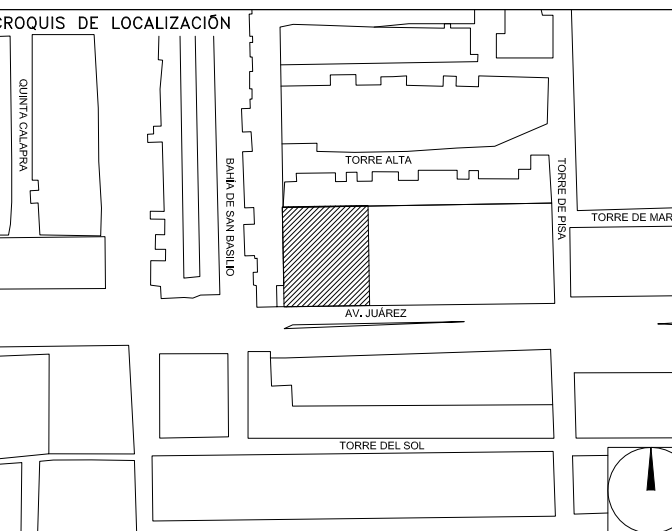 CROQUIS DE LOCALIZACIÓN
QUINTA CALAPRA
BAHÍA DE SAN BASILIO
TORRE ALTA
TORRE DE PISA
TORRE DE MAR
AV. JUÁREZ
TORRE DEL SOL